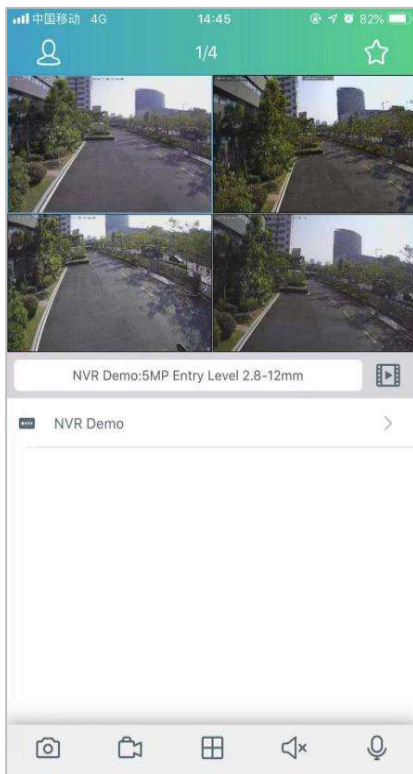 中国移动 4G 14:45 82%
1/4
NVR Demo:5MP Entry Level 2.8-12mm
NVR Demo